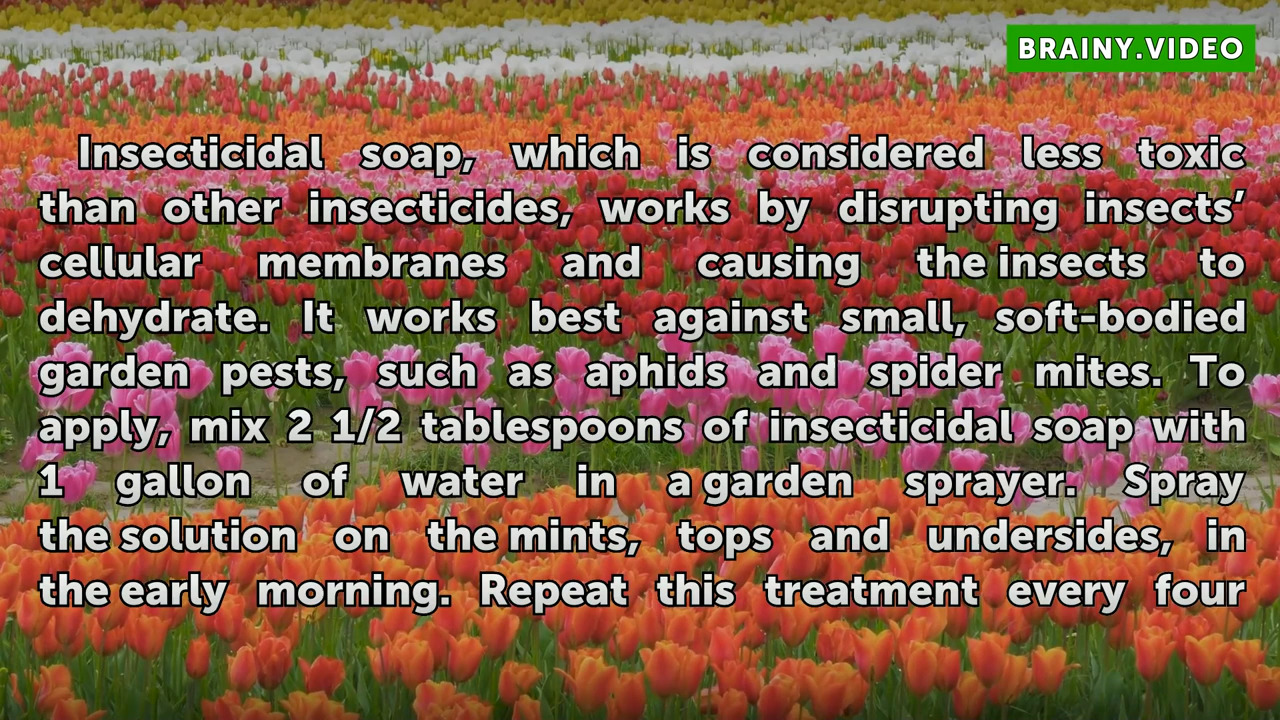 BRAINY.VIDEO
Insecticidal soap, which is considered less toxic
than other insecticides, works by disrupting insects’
cellular membranes and causing the insects to
dehydrate. It works best against small, soft-bodied
garden pests, such as aphids and spider mites. To
apply, mix 2 1/2 tablespoons of insecticidal soap with
1 gallon of water in a garden sprayer. Spray
the solution on the mints, tops and undersides, in
the early morning. Repeat this treatment every four